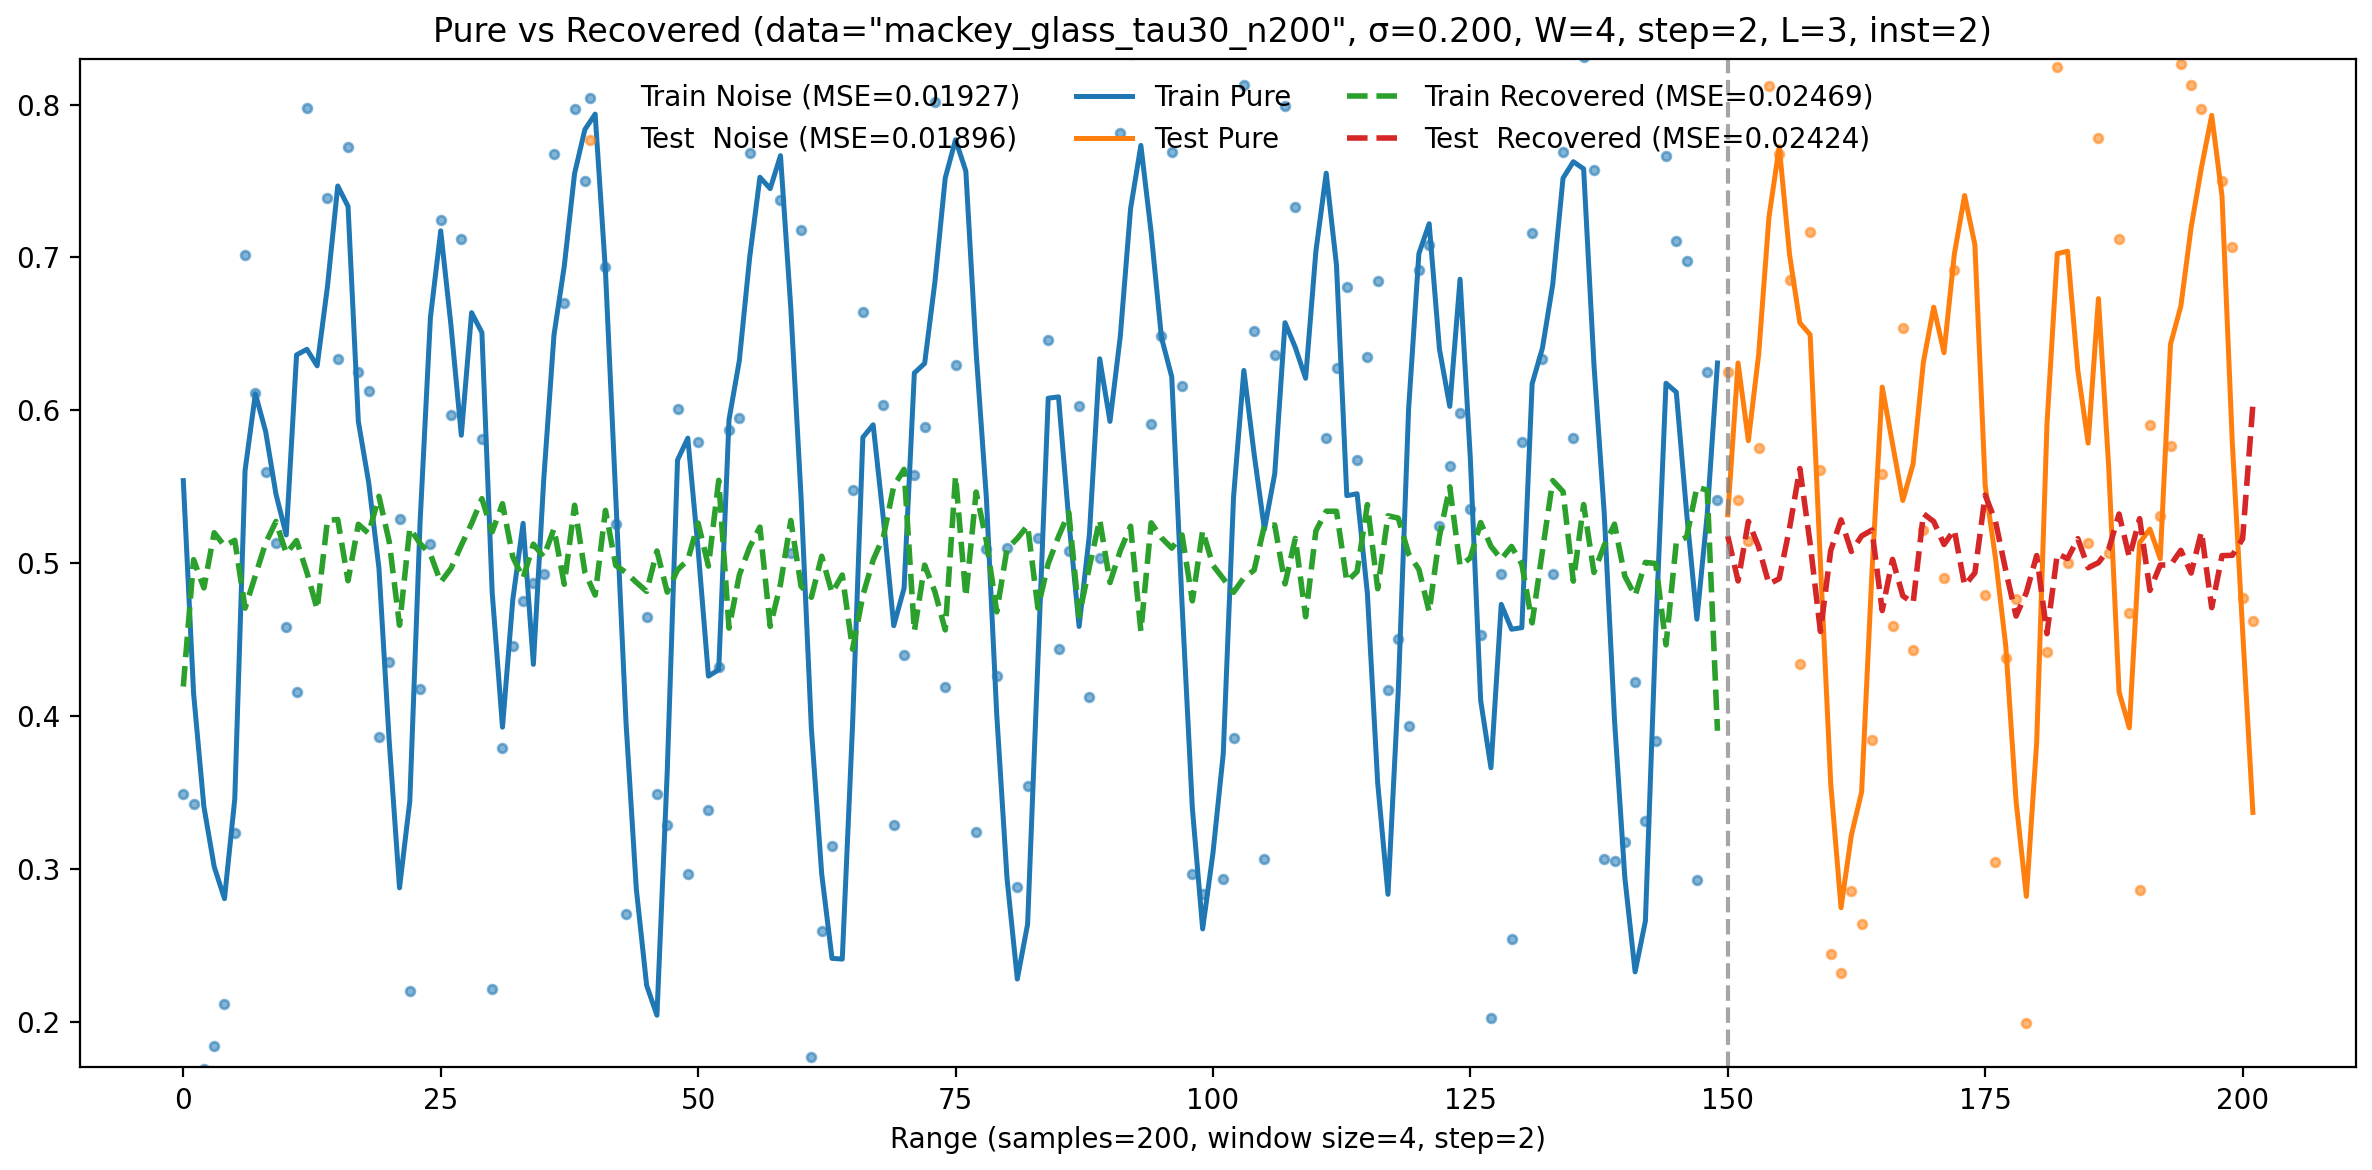 Pure vs Recovered (data="mackey_glass_tau30_n200", σ=0.200, W=4, step=2, L=3, inst=2)
Train Noise (MSE=0.01927) Train Pure Train Recovered (MSE=0.02469)
Test  Noise (MSE=0.01896) Test Pure Test  Recovered (MSE=0.02424)
0.8
0.7
0.6
0.5
0.4
0.3
0.2
0 25 50 75 100 125 150 175 200
Range (samples=200, window size=4, step=2)